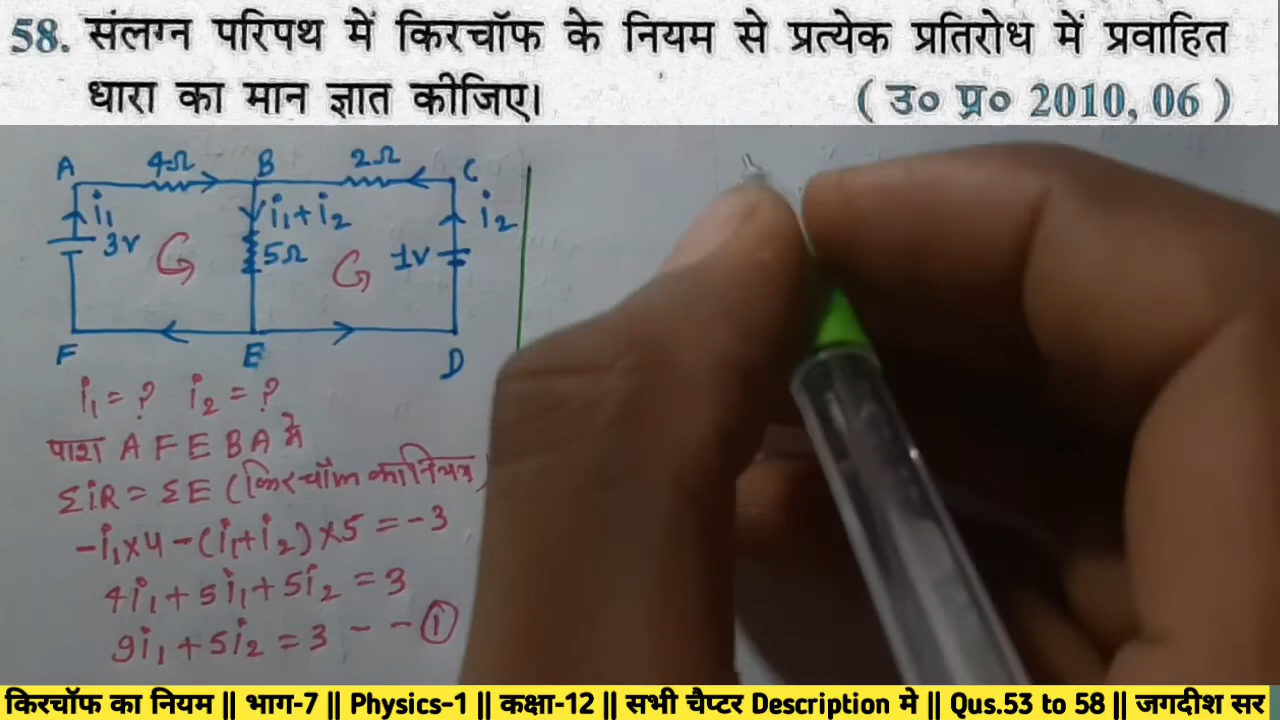 58. संलग्न परिपथ में किरचॉफ के नियम से प्रत्येक प्रतिरोध में प्रवाहित
धारा का मान ज्ञात कीजिए। ( उ० प्र० 2010, 06 )
A 4Ω B 2Ω C
i₁ i₁+i₂ i₂
3v 5Ω 1v
F E D
i₁ = ? i₂ = ?
पाश A F E B A में
ΣiR = ΣE (किरचॉफ का नियम)
-i₁×4-(i₁+i₂)×5 = -3
4i₁+5i₁+5i₂ = 3
9i₁+5i₂ = 3 - - ①
किरचॉफ का नियम || भाग-7 || Physics-1 || कक्षा-12 || सभी चैप्टर Description मे || Qus.53 to 58 || जगदीश सर